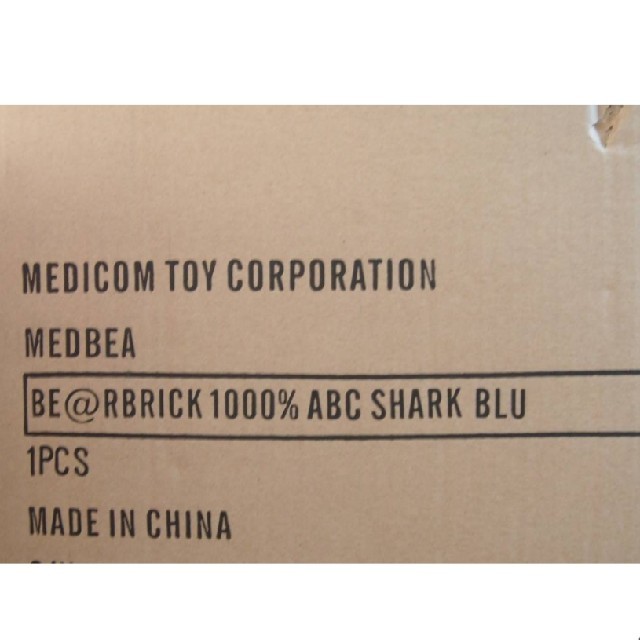 MEDICOM TOY CORPORATION
MEDBEA
BE@RBRICK 1000% ABC SHARK BLU
1PCS
MADE IN CHINA